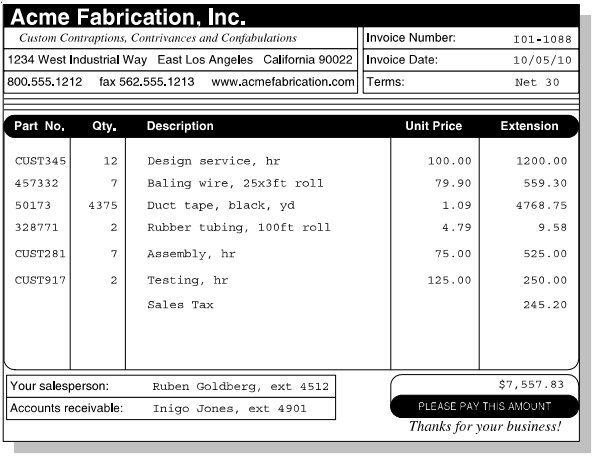 Acme Fabrication, Inc.
Custom Contraptions, Contrivances and Confabulations
1234 West Industrial Way East Los Angeles California 90022
800.555.1212 fax 562.555.1213 www.acmefabrication.com
Invoice Number: I01-1088
Invoice Date: 10/05/10
Terms: Net 30
Part No. Qty. Description Unit Price Extension
CUST345 12 Design service, hr 100.00 1200.00
457332 7 Baling wire, 25x3ft roll 79.90 559.30
50173 4375 Duct tape, black, yd 1.09 4768.75
328771 2 Rubber tubing, 100ft roll 4.79 9.58
CUST281 7 Assembly, hr 75.00 525.00
CUST917 2 Testing, hr 125.00 250.00
Sales Tax 245.20
Your salesperson: Ruben Goldberg, ext 4512
Accounts receivable: Inigo Jones, ext 4901
$7,557.83
PLEASE PAY THIS AMOUNT
Thanks for your business!